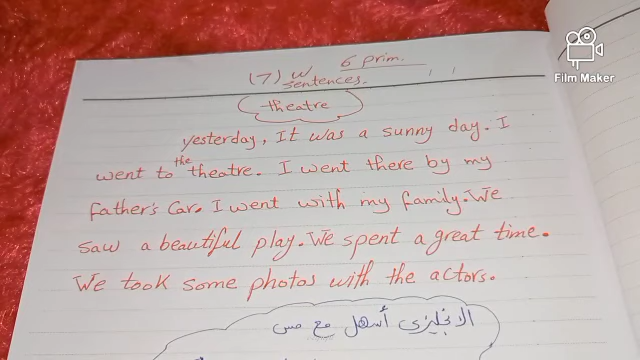 6 prim.
(7) W
sentences.
theatre
Film Maker
yesterday, It was a sunny day. I
went to the theatre. I went there by my
father's Car. I went with my family. We
saw a beautiful play. We spent a great time.
We took some photos with the actors.
الانجليزى أسهل مع مس